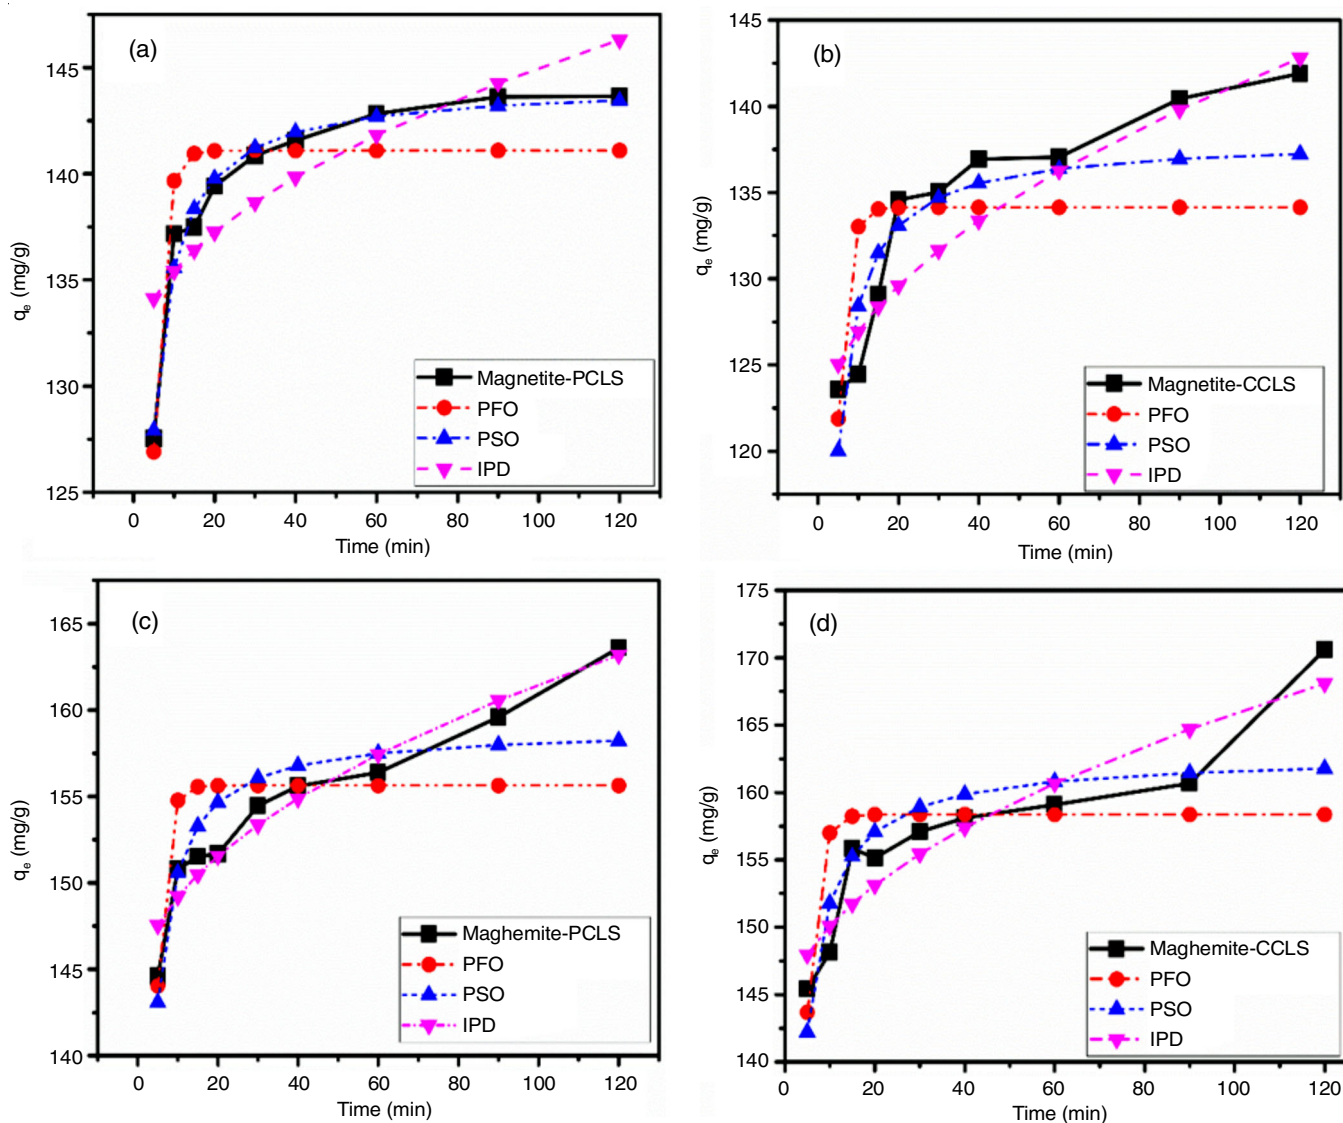 (a)
145
140
135
130
125
qe (mg/g)
Magnetite-PCLS
PFO
PSO
IPD
0 20 40 60 80 100 120
Time (min)
(b)
145
140
135
130
125
120
qe (mg/g)
Magnetite-CCLS
PFO
PSO
IPD
0 20 40 60 80 100 120
Time (min)
(c)
165
160
155
150
145
140
qe (mg/g)
Maghemite-PCLS
PFO
PSO
IPD
0 20 40 60 80 100 120
Time (min)
(d)
175
170
165
160
155
150
145
140
qe (mg/g)
Maghemite-CCLS
PFO
PSO
IPD
0 20 40 60 80 100 120
Time (min)